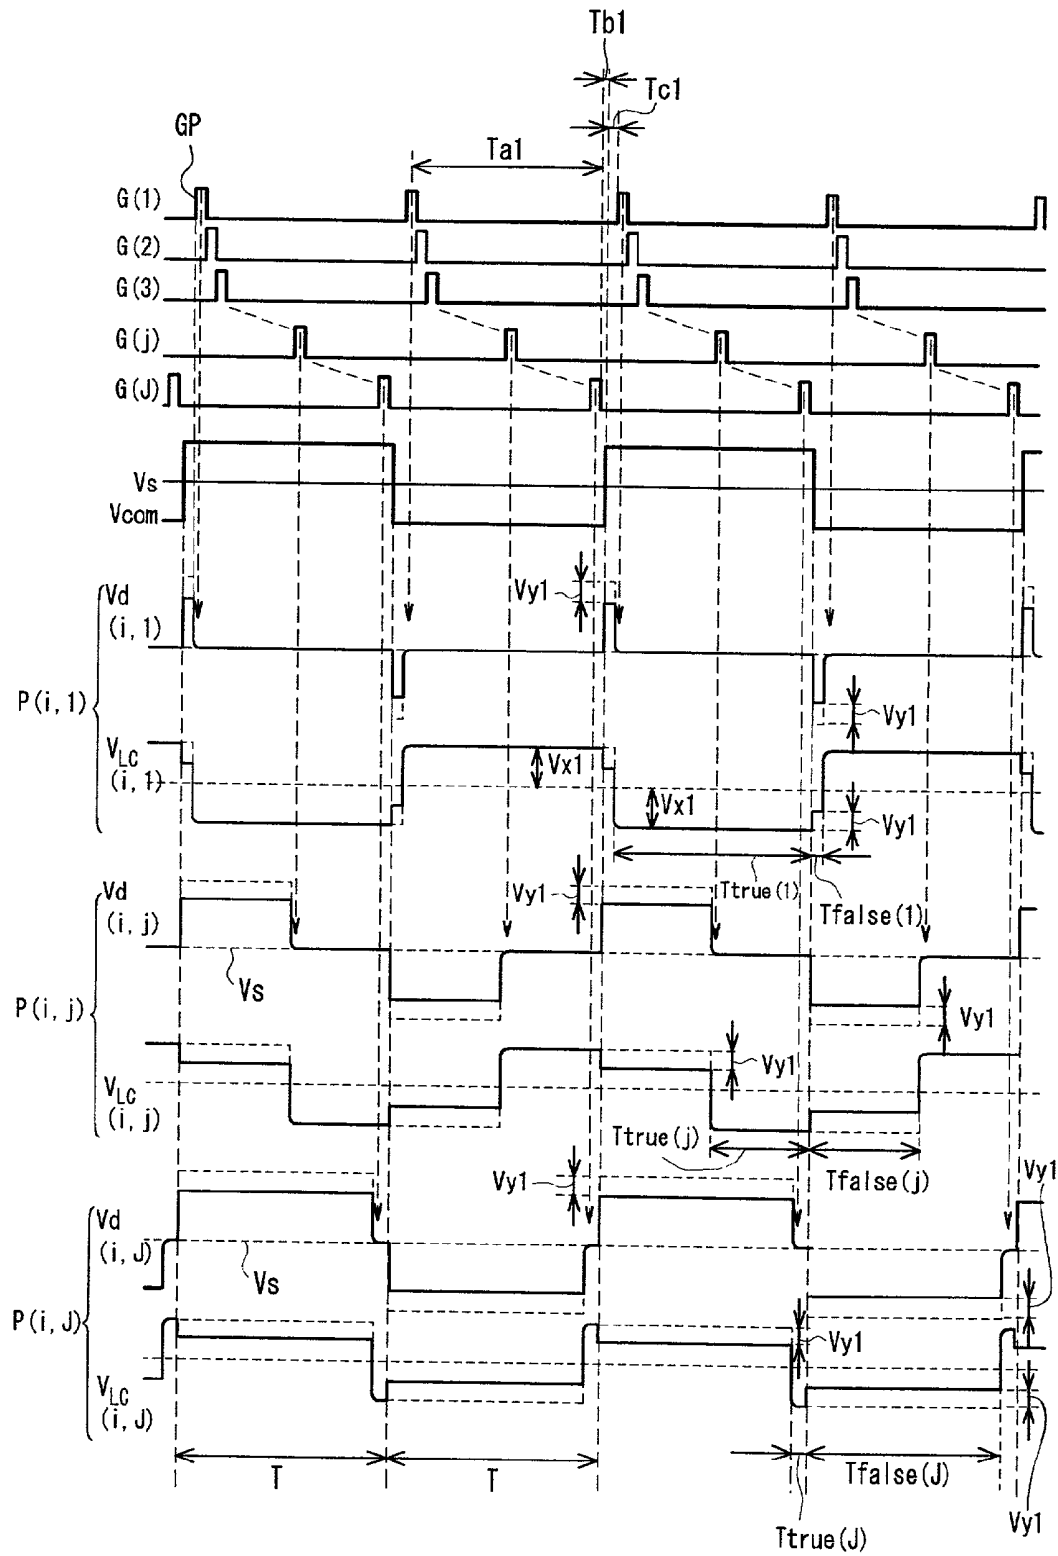 Tb1
Tc1
GP
Ta1
G(1)
G(2)
G(3)
G(j)
G(J)
Vs
Vcom
Vd
(i,1)
Vy1
P(i,1)
Vy1
VLC
(i,1)
Vx1
Vx1
Vy1
Ttrue(1)
Vd
(i,j)
Vy1
Tfalse(1)
Vs
P(i,j)
Vy1
Vy1
VLC
(i,j)
Ttrue(j)
Tfalse(j)
Vy1
Vy1
Vd
(i,J)
Vs
P(i,J)
Vy1
VLC
(i,J)
T
T
Tfalse(J)
Vy1
Ttrue(J)